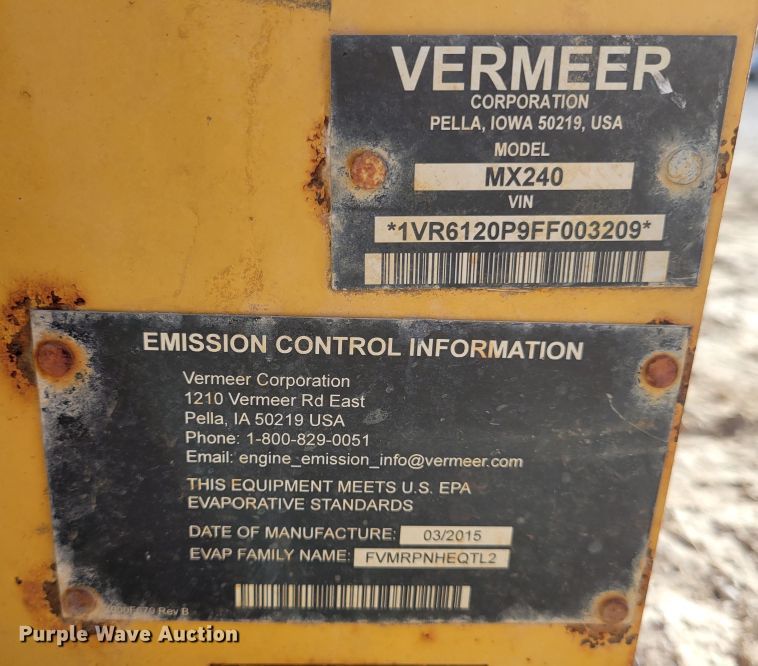 VERMEER
CORPORATION
PELLA, IOWA 50219, USA
MODEL
MX240
VIN
*1VR6120P9FF003209*
EMISSION CONTROL INFORMATION
Vermeer Corporation
1210 Vermeer Rd East
Pella, IA 50219 USA
Phone: 1-800-829-0051
Email: engine_emission_info@vermeer.com
THIS EQUIPMENT MEETS U.S. EPA
EVAPORATIVE STANDARDS
DATE OF MANUFACTURE: 03/2015
EVAP FAMILY NAME: FVMRPNHEQTL2
Rev B
Purple Wave Auction